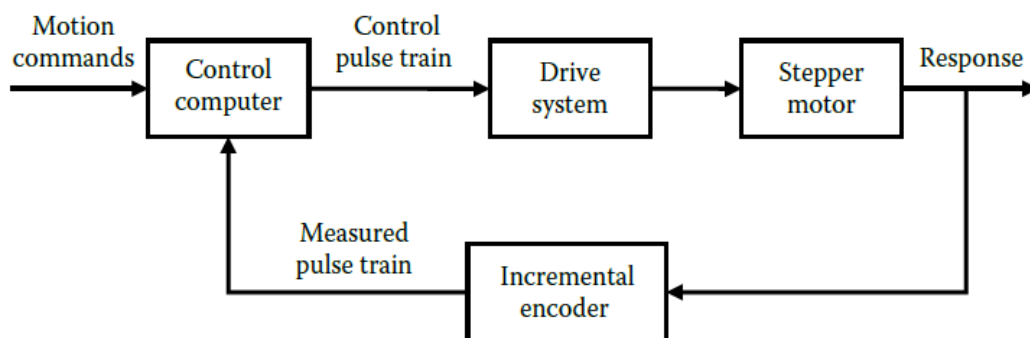 Motion
commands
Control
computer
Control
pulse train
Drive
system
Stepper
motor
Response
Measured
pulse train
Incremental
encoder